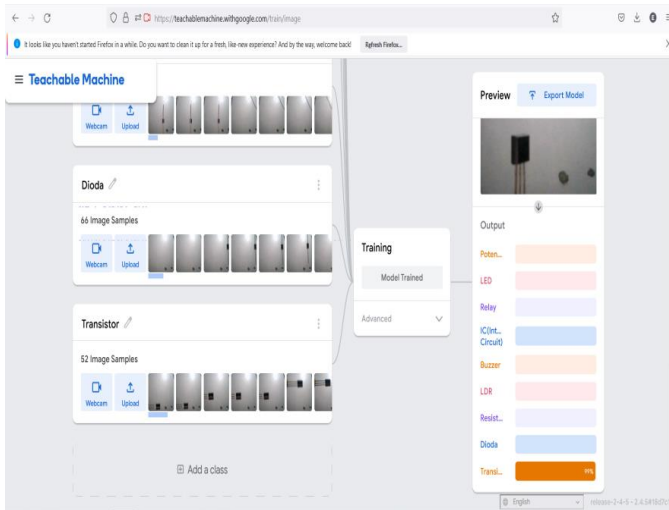 https://teachablemachine.withgoogle.com/train/image
It looks like you haven't started Firefox in a while. Do you want to clean it up for a fresh, like-new experience? And by the way, welcome back!
Refresh Firefox...
Teachable Machine
Webcam
Upload
Dioda
66 Image Samples
Webcam
Upload
Transistor
52 Image Samples
Webcam
Upload
Add a class
Training
Model Trained
Advanced
Preview
Export Model
Output
Poten...
LED
Relay
IC(Int...
Circuit)
Buzzer
LDR
Resist...
Dioda
Transi...
99%
English